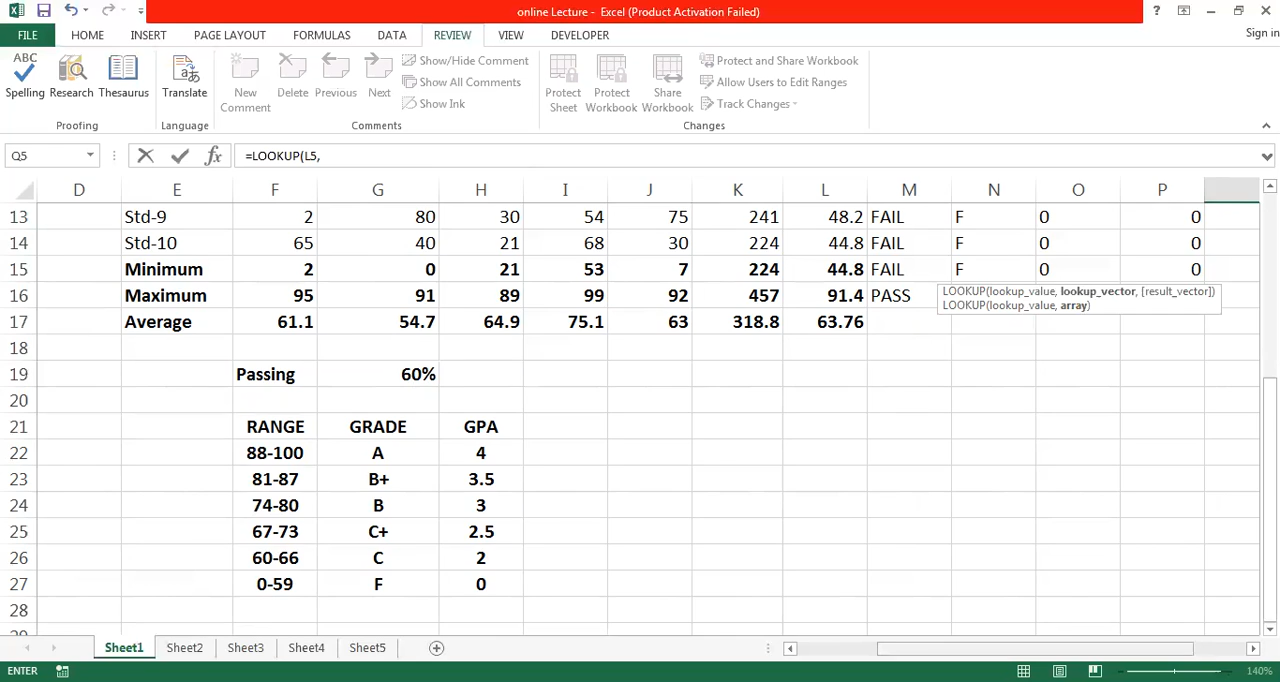 online Lecture - Excel (Product Activation Failed)
?
FILE HOME INSERT PAGE LAYOUT FORMULAS DATA REVIEW VIEW DEVELOPER Sign in
ABC
Spelling Research Thesaurus
Proofing
Translate
Language
New Comment
Delete Previous Next
Show/Hide Comment
Show All Comments
Show Ink
Comments
Protect Sheet
Protect Workbook
Share Workbook
Protect and Share Workbook
Allow Users to Edit Ranges
Track Changes
Changes
Q5 fx =LOOKUP(L5,
D E F G H I J K L M N O P
13 Std-9 2 80 30 54 75 241 48.2 FAIL F 0 0
14 Std-10 65 40 21 68 30 224 44.8 FAIL F 0 0
15 Minimum 2 0 21 53 7 224 44.8 FAIL F 0 0
16 Maximum 95 91 89 99 92 457 91.4 PASS
LOOKUP(lookup_value, lookup_vector, [result_vector])
LOOKUP(lookup_value, array)
17 Average 61.1 54.7 64.9 75.1 63 318.8 63.76
18
19 Passing 60%
20
21 RANGE GRADE GPA
22 88-100 A 4
23 81-87 B+ 3.5
24 74-80 B 3
25 67-73 C+ 2.5
26 60-66 C 2
27 0-59 F 0
28
Sheet1 Sheet2 Sheet3 Sheet4 Sheet5
ENTER 140%